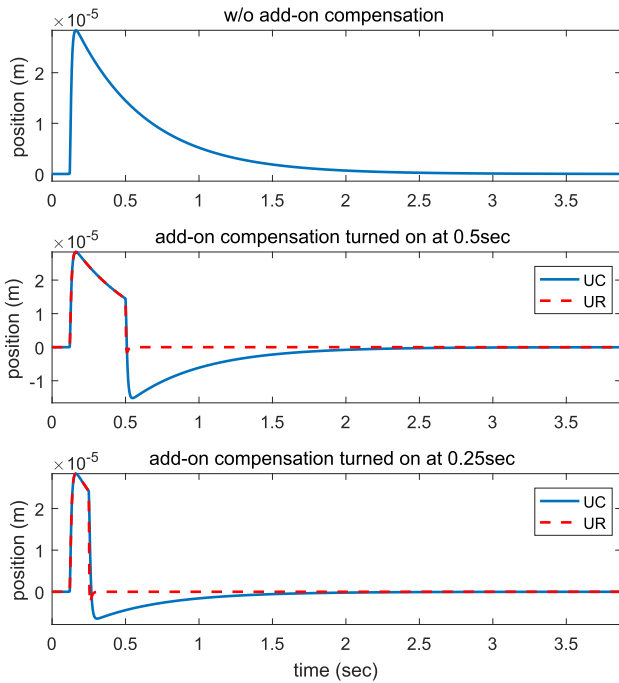 w/o add-on compensation
× 10⁻⁵
position (m)
2
1
0
0 0.5 1 1.5 2 2.5 3 3.5
add-on compensation turned on at 0.5sec
× 10⁻⁵
position (m)
2
1
0
-1
UC
UR
0 0.5 1 1.5 2 2.5 3 3.5
add-on compensation turned on at 0.25sec
× 10⁻⁵
position (m)
2
1
0
UC
UR
0 0.5 1 1.5 2 2.5 3 3.5
time (sec)